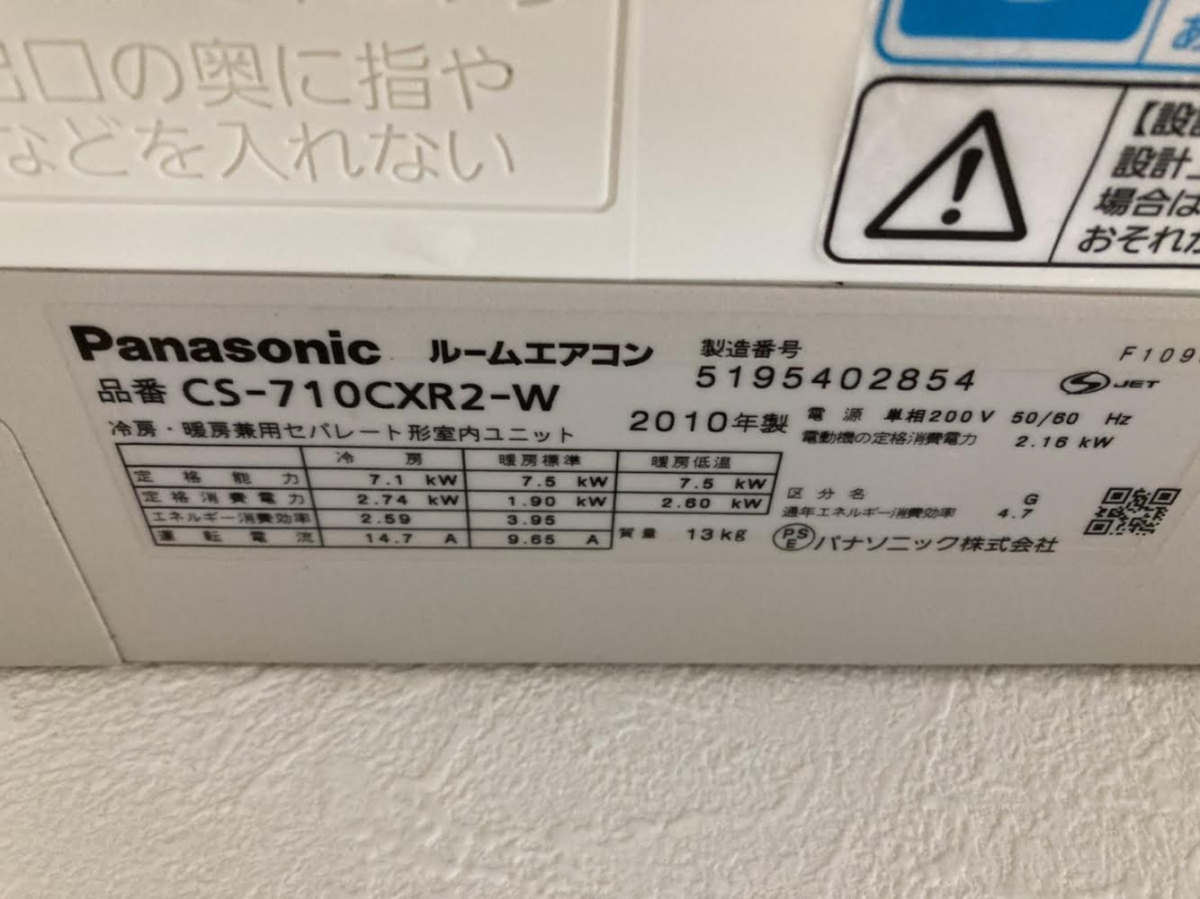 出口の奥に指や
などを入れない
【設
設計
場合は
おそれが
Panasonic ルームエアコン
品番 CS-710CXR2-W
製造番号
5195402854
F109
JET
冷房・暖房兼用セパレート形室内ユニット
2010年製
電源 単相200V 50/60 Hz
電動機の定格消費電力 2.16 kW
冷房 暖房標準 暖房低温
定格能力 7.1 kW 7.5 kW 7.5 kW
定格消費電力 2.74 kW 1.90 kW 2.60 kW
エネルギー消費効率 2.59 3.95
運転電流 14.7 A 9.65 A
質量 13kg
区分名 G
通年エネルギー消費効率 4.7
PSE パナソニック株式会社